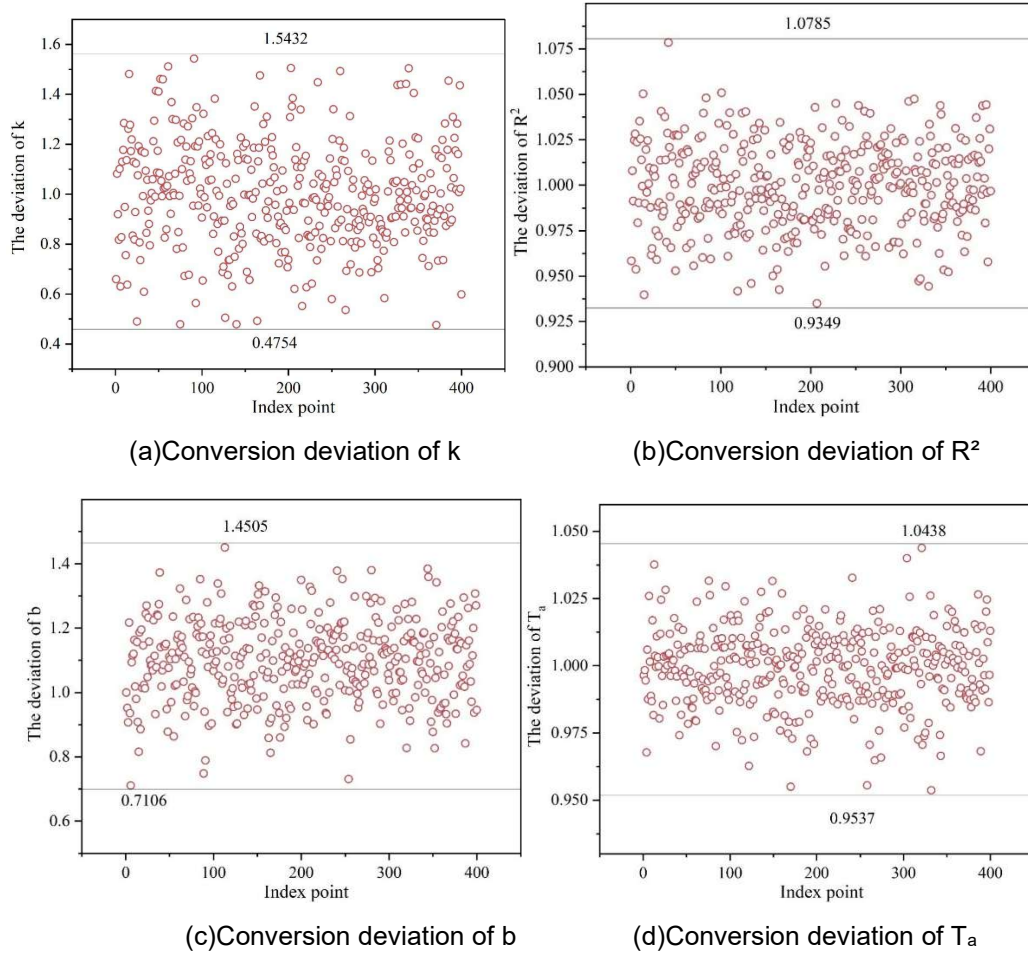 1.5432
1.6
1.4
1.2
1.0
0.8
0.6
0.4
The deviation of k
0.4754
0 100 200 300 400
Index point
(a)Conversion deviation of k
1.0785
1.075
1.050
1.025
1.000
0.975
0.950
0.925
0.900
The deviation of R²
0.9349
0 100 200 300 400
Index point
(b)Conversion deviation of R²
1.4505
1.4
1.2
1.0
0.8
0.6
The deviation of b
0.7106
0 100 200 300 400
Index point
(c)Conversion deviation of b
1.0438
1.050
1.025
1.000
0.975
0.950
The deviation of Tₐ
0.9537
0 100 200 300 400
Index point
(d)Conversion deviation of Tₐ